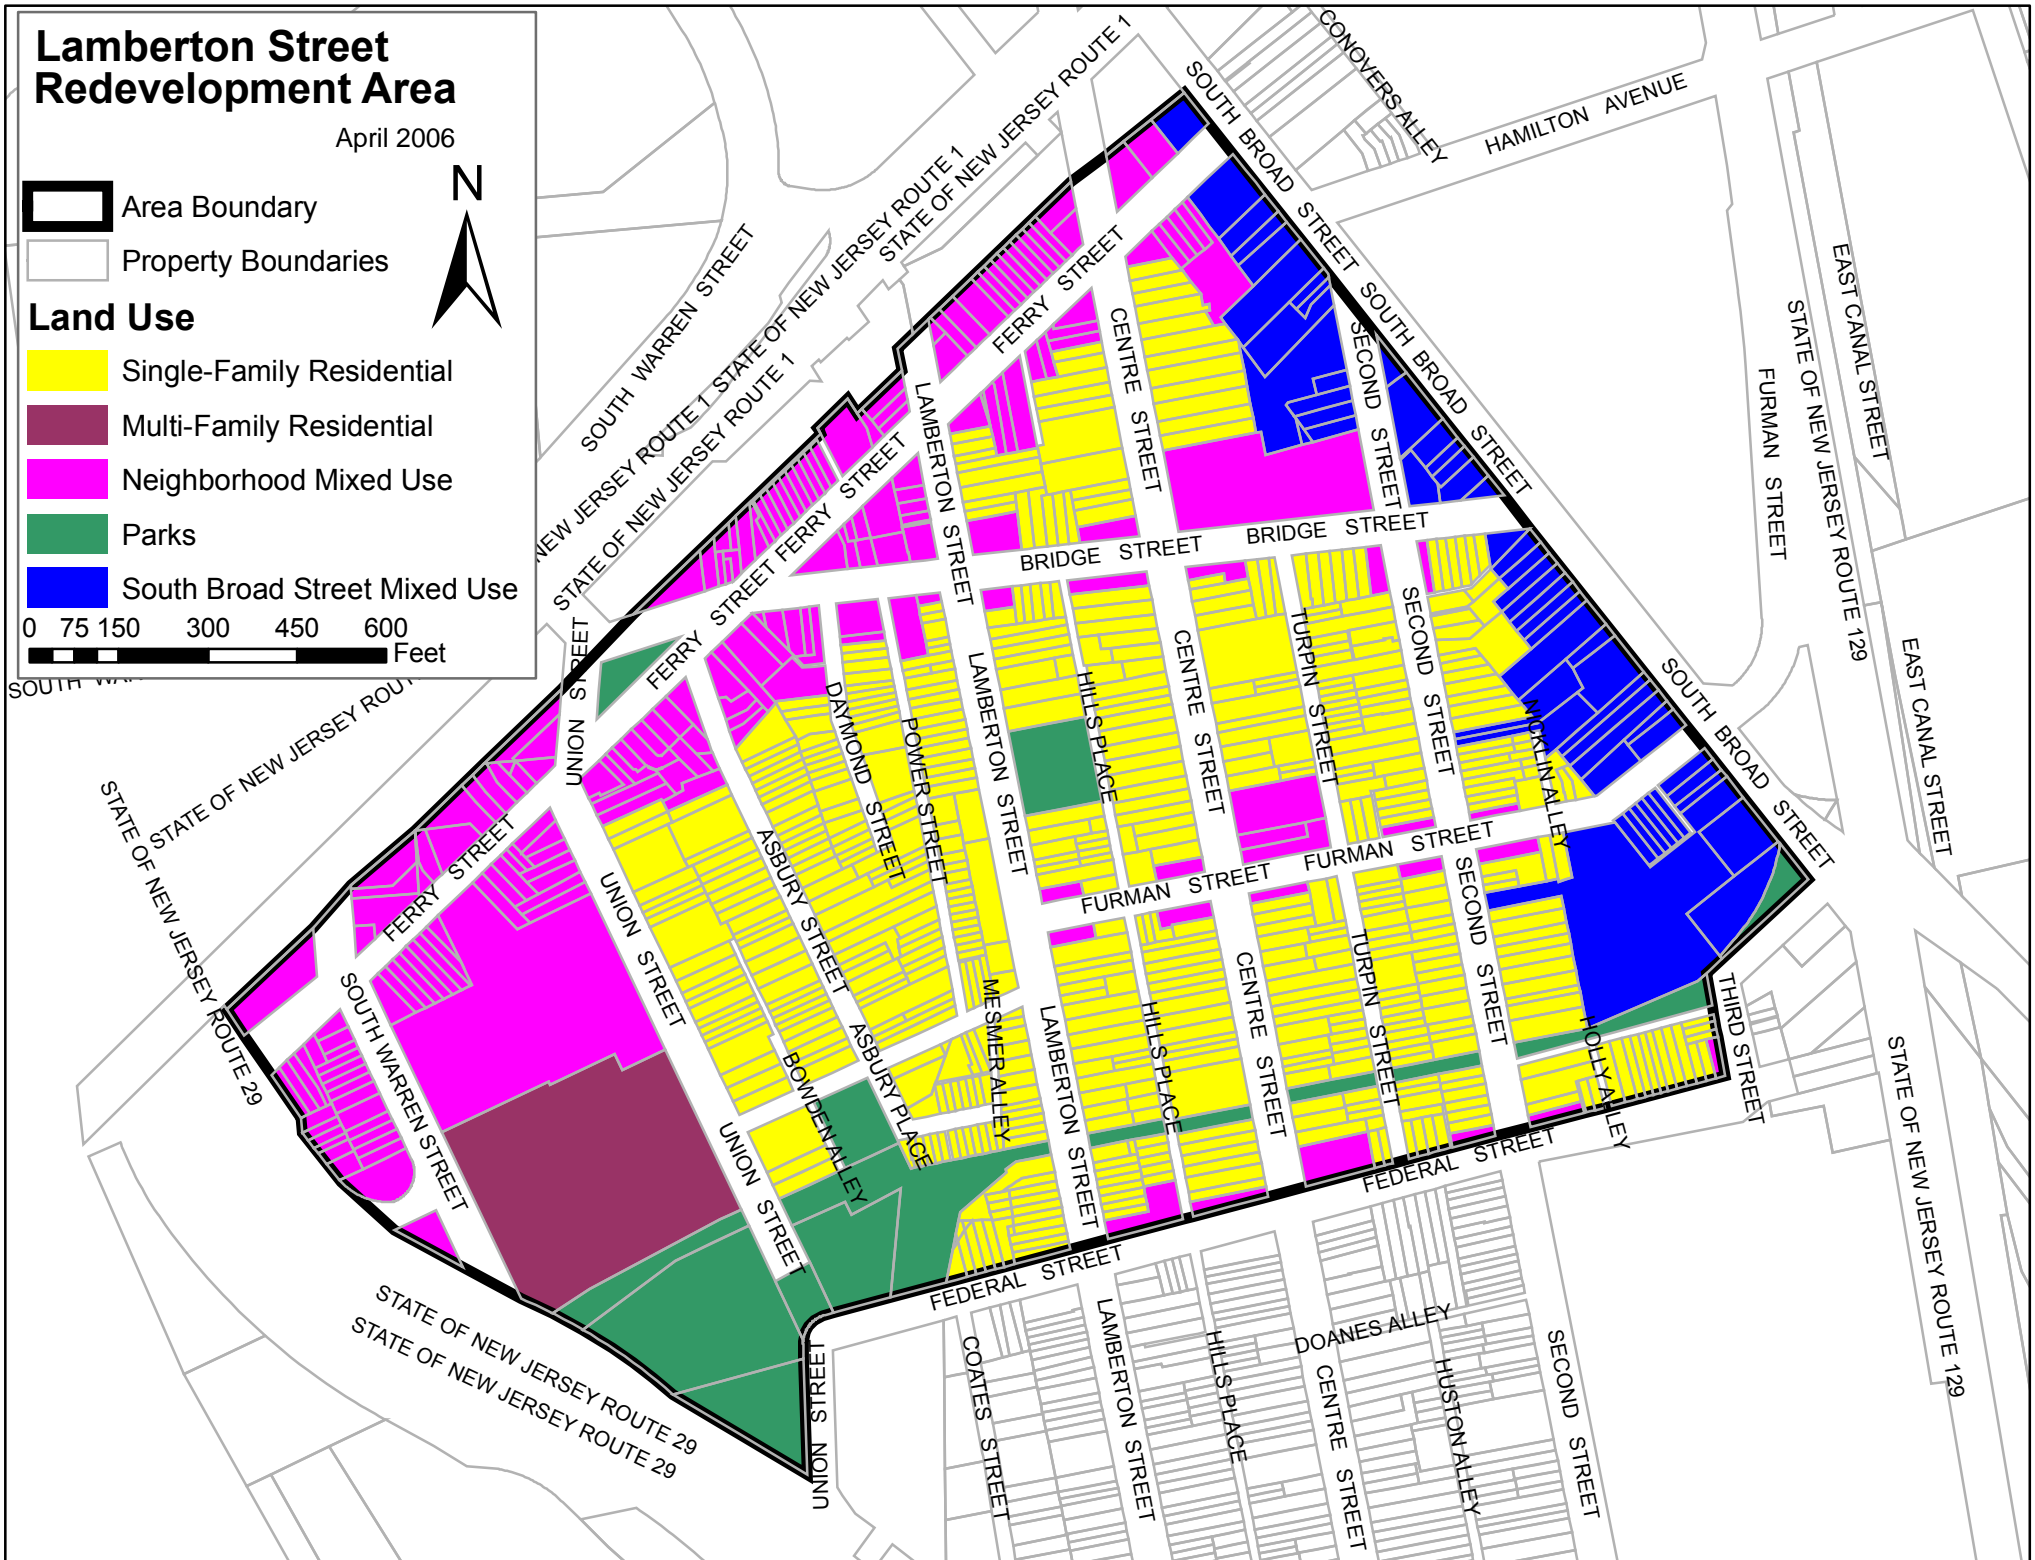 Lamberton Street
Redevelopment Area
April 2006
N
Area Boundary
Property Boundaries
Land Use
Single-Family Residential
Multi-Family Residential
Neighborhood Mixed Use
Parks
South Broad Street Mixed Use
0 75 150 300 450 600
Feet
CONOVERS ALLEY
HAMILTON AVENUE
SOUTH BROAD STREET
SOUTH BROAD STREET
SOUTH BROAD STREET
STATE OF NEW JERSEY ROUTE 1
STATE OF NEW JERSEY ROUTE 1
NEW JERSEY ROUTE 1
STATE OF NEW JERSEY ROUTE 1
STATE OF NEW JERSEY ROUT
SOUTH WARREN STREET
SOUTH WAR
EAST CANAL STREET
STATE OF NEW JERSEY ROUTE 129
FURMAN STREET
EAST CANAL STREET
STATE OF NEW JERSEY ROUTE 129
FERRY STREET
FERRY STREET
FERRY STREET
FERRY STREET
CENTRE STREET
SECOND STREET
LAMBERTON STREET
BRIDGE STREET
BRIDGE STREET
UNION STREET
DAYMOND STREET
POWER STREET
LAMBERTON STREET
HILLS PLACE
CENTRE STREET
TURPIN STREET
SECOND STREET
NICKLIN ALLEY
FURMAN STREET
FURMAN STREET
STATE OF NEW JERSEY ROUTE 29
SOUTH WARREN STREET
UNION STREET
ASBURY STREET
ASBURY PLACE
BOWDEN ALLEY
MESMER ALLEY
LAMBERTON STREET
HILLS PLACE
CENTRE STREET
TURPIN STREET
SECOND STREET
HOLLY ALLEY
THIRD STREET
UNION STREET
FEDERAL STREET
FEDERAL STREET
STATE OF NEW JERSEY ROUTE 29
STATE OF NEW JERSEY ROUTE 29
UNION STREET
COATES STREET
LAMBERTON STREET
HILLS PLACE
DOANES ALLEY
CENTRE STREET
HUSTON ALLEY
SECOND STREET